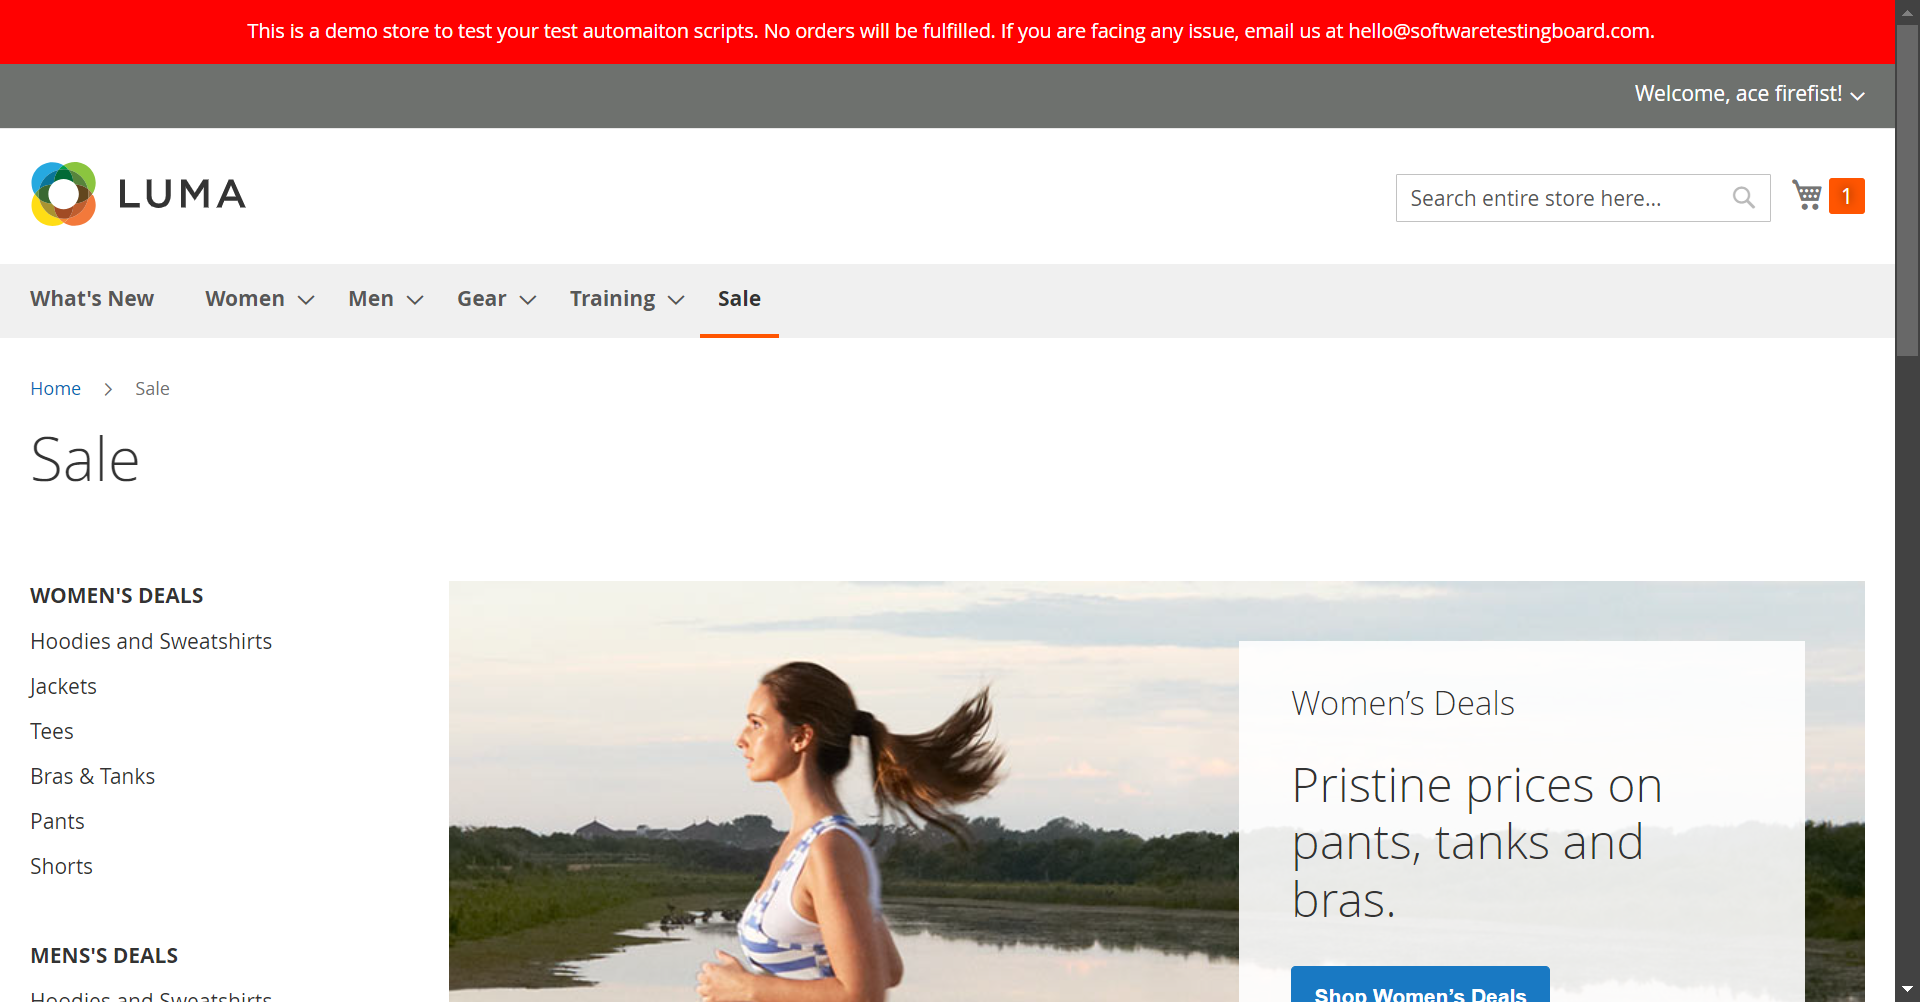 This is a demo store to test your test automaiton scripts. No orders will be fulfilled. If you are facing any issue, email us at hello@softwaretestingboard.com.
Welcome, ace firefist!
LUMA
Search entire store here...
1
What's New
Women
Men
Gear
Training
Sale
Home
Sale
Sale
WOMEN'S DEALS
Hoodies and Sweatshirts
Jackets
Tees
Bras & Tanks
Pants
Shorts
MENS'S DEALS
Hoodies and Sweatshirts
Women’s Deals
Pristine prices on
pants, tanks and
bras.
Shop Women’s Deals